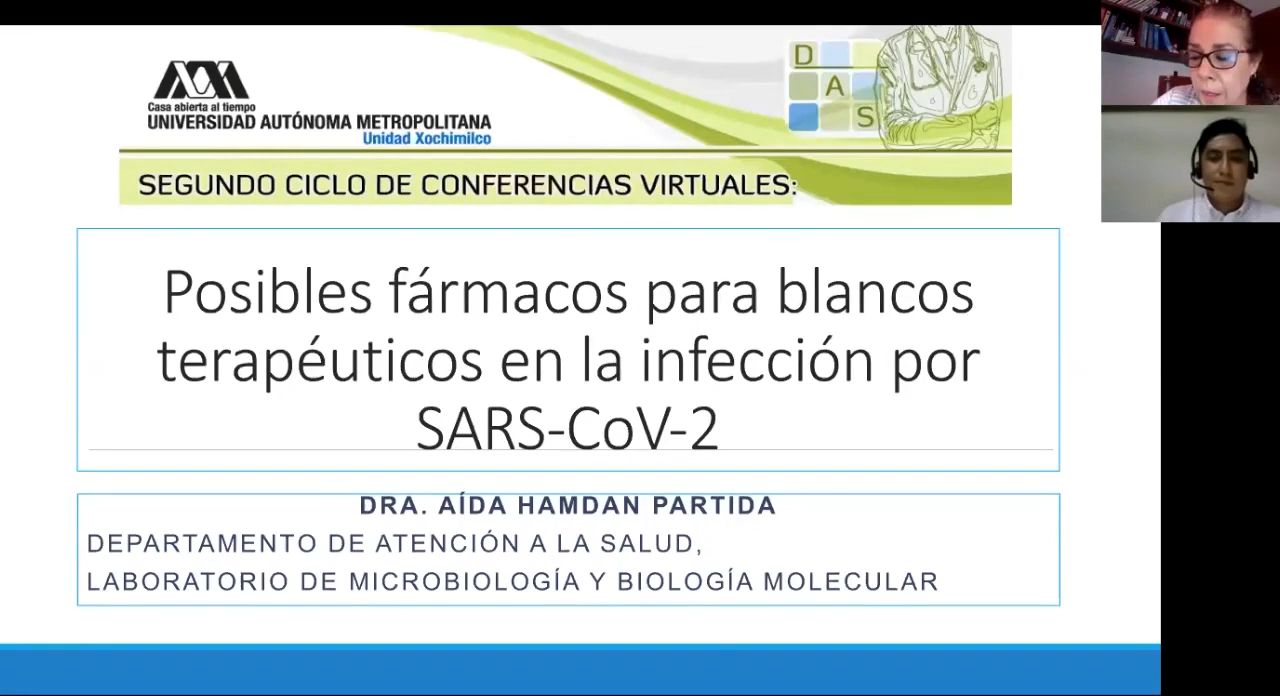 Casa abierta al tiempo
UNIVERSIDAD AUTÓNOMA METROPOLITANA
Unidad Xochimilco
D
A
S
SEGUNDO CICLO DE CONFERENCIAS VIRTUALES:
Posibles fármacos para blancos
terapéuticos en la infección por
SARS-CoV-2
DRA. AÍDA HAMDAN PARTIDA
DEPARTAMENTO DE ATENCIÓN A LA SALUD,
LABORATORIO DE MICROBIOLOGÍA Y BIOLOGÍA MOLECULAR